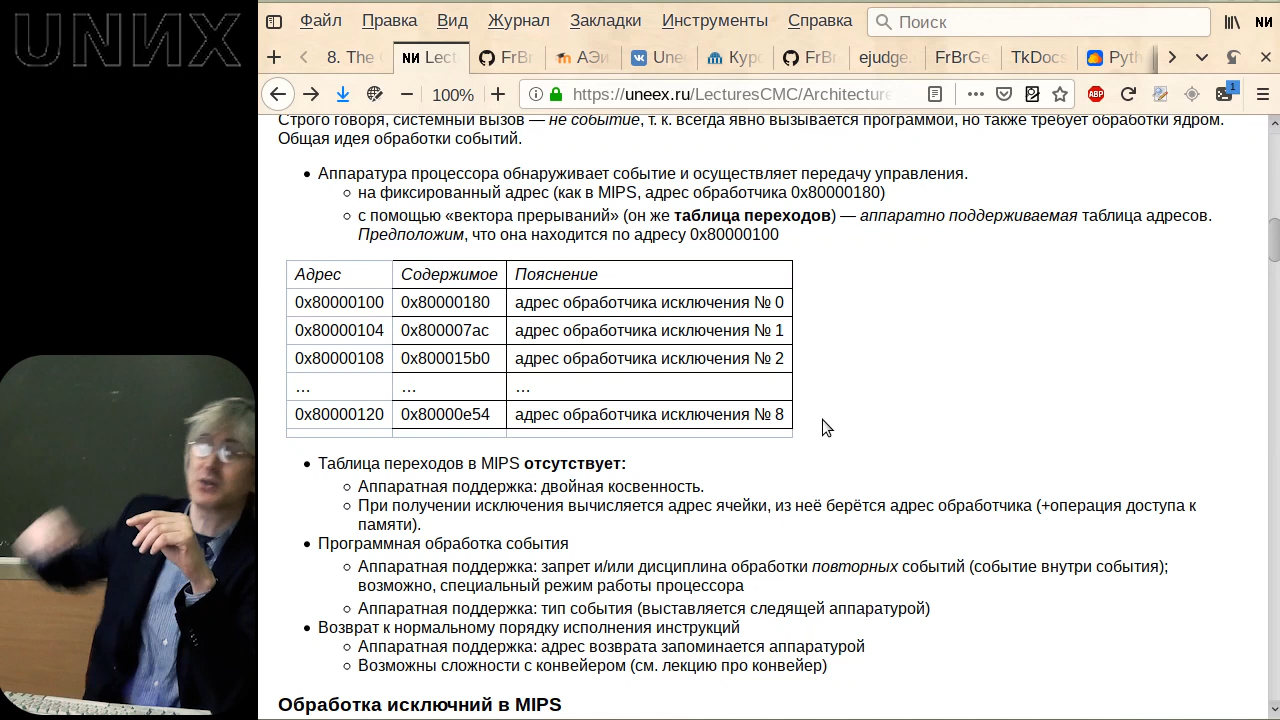 UNИX
Файл Правка Вид Журнал Закладки Инструменты Справка Поиск
8. The Lect FrBr АЭи Unee Курс FrBr ejudge. FrBrGe TkDocs Pyth
100% https://uneex.ru/LecturesCMC/Architecture 1
Строго говоря, системный вызов — не событие, т. к. всегда явно вызывается программой, но также требует обработки ядром.
Общая идея обработки событий.
Аппаратура процессора обнаруживает событие и осуществляет передачу управления.
на фиксированный адрес (как в MIPS, адрес обработчика 0x80000180)
с помощью «вектора прерываний» (он же таблица переходов) — аппаратно поддерживаемая таблица адресов.
Предположим, что она находится по адресу 0x80000100
Адрес Содержимое Пояснение
0x80000100 0x80000180 адрес обработчика исключения № 0
0x80000104 0x800007ac адрес обработчика исключения № 1
0x80000108 0x800015b0 адрес обработчика исключения № 2
… … …
0x80000120 0x80000e54 адрес обработчика исключения № 8
Таблица переходов в MIPS отсутствует:
Аппаратная поддержка: двойная косвенность.
При получении исключения вычисляется адрес ячейки, из неё берётся адрес обработчика (+операция доступа к
памяти).
Программная обработка события
Аппаратная поддержка: запрет и/или дисциплина обработки повторных событий (событие внутри события);
возможно, специальный режим работы процессора
Аппаратная поддержка: тип события (выставляется следящей аппаратурой)
Возврат к нормальному порядку исполнения инструкций
Аппаратная поддержка: адрес возврата запоминается аппаратурой
Возможны сложности с конвейером (см. лекцию про конвейер)
Обработка исключний в MIPS